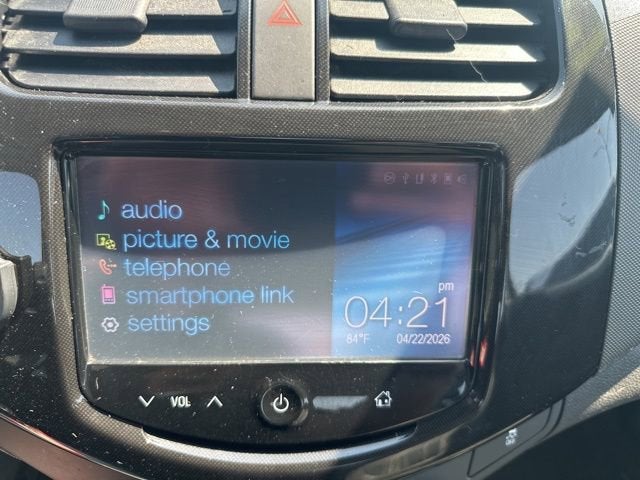 audio
picture & movie
telephone
smartphone link
settings
pm
04:21
84°F 04/22/2026
VOL